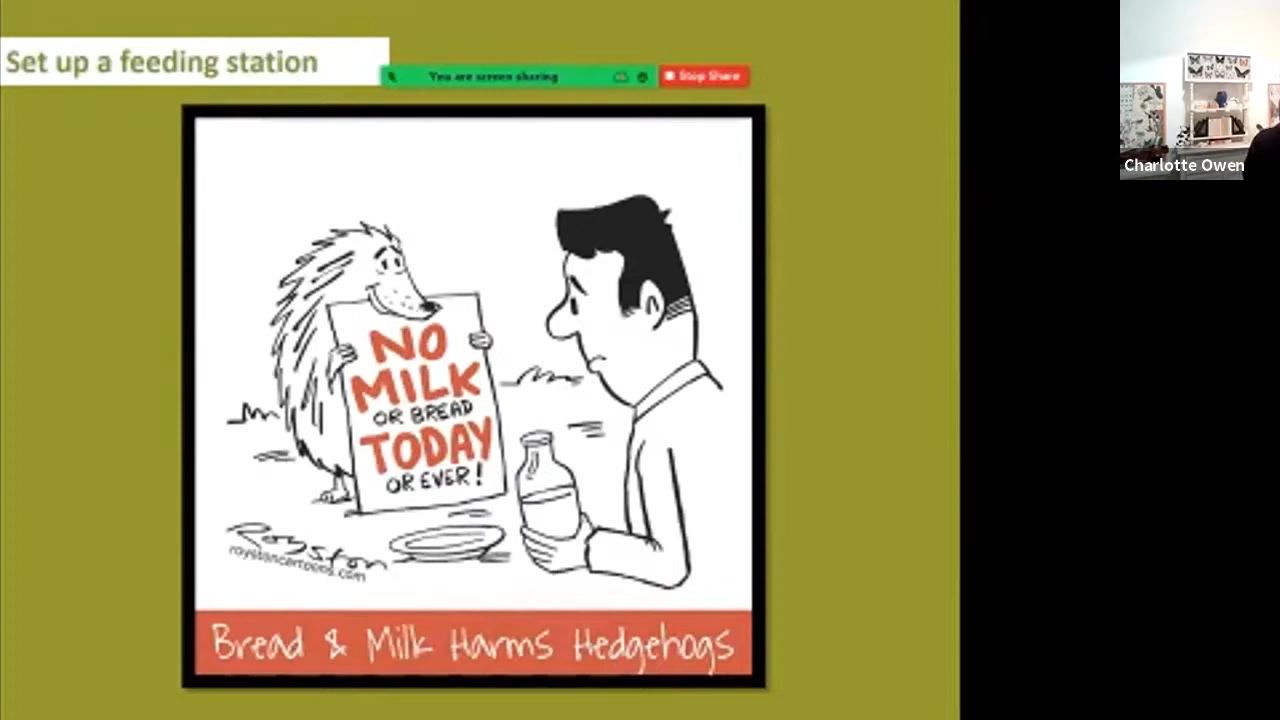 Set up a feeding station
You are screen sharing
Stop Share
Charlotte Owen
NO
MILK
OR BREAD
TODAY
OR EVER!
Royston
roystoncartoons.com
Bread & Milk Harms Hedgehogs